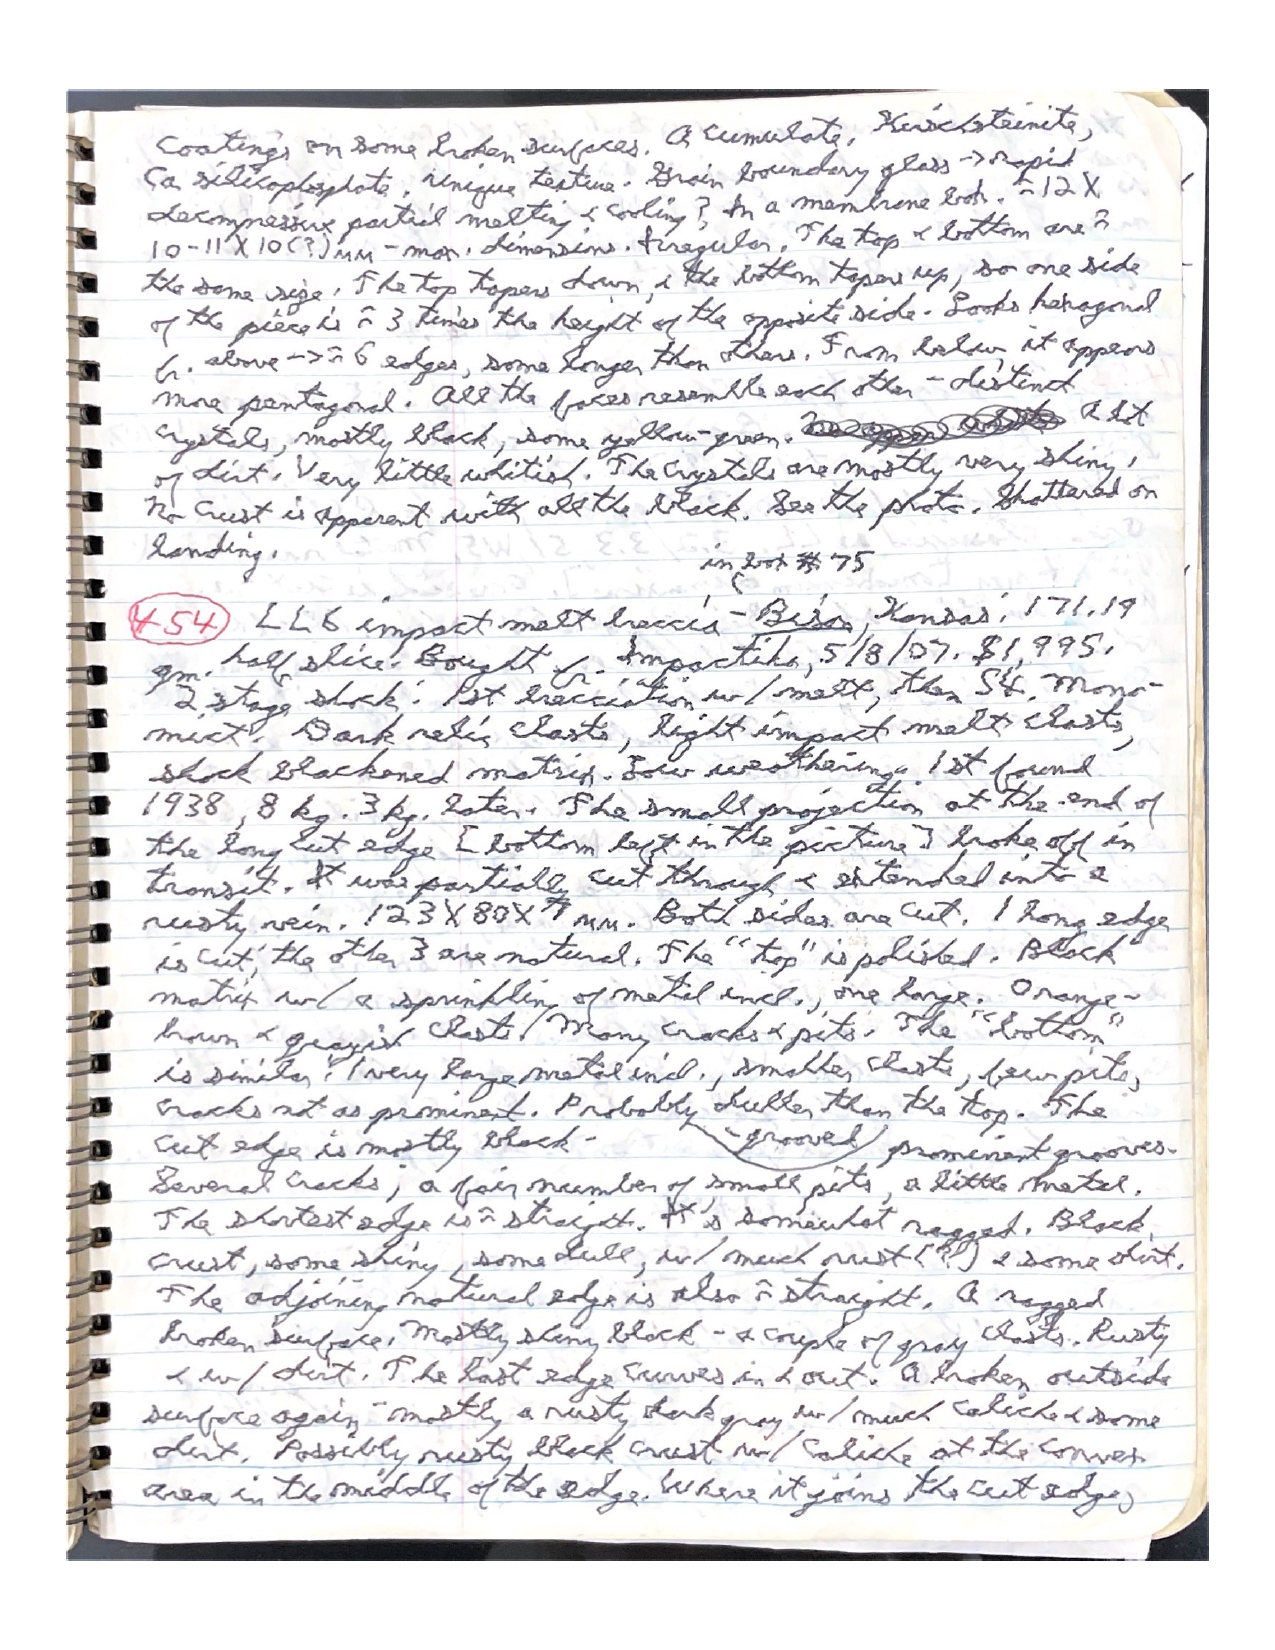 Coatings on some broken surfaces. A cumulate. Kirschsteinite,
Ca silicophosphate. Unique texture. Grain boundary glass -> rapid
decompressive partial melting & cooling? In a membrane box. ≈12 X
10-11 X 10(?) mm - max. dimensions. Irregular. The top & bottom are ≈
the same size. The top tapers down, & the bottom tapers up, so one side
of the piece is ≈ 3 times the height of the opposite side. Looks hexagonal
fr. above -> ≈ 6 edges, some longer than others. From below, it appears
more pentagonal. All the faces resemble each other - distinct
crystals, mostly black, some yellow-green. A bit
of dirt. Very little whitish. The crystals are mostly very shiny.
No crust is apparent with all the black. See the photo. Shattered on
landing.
in box # 75
454 LL6 impact melt breccia - Bison, Kansas. 171.19
gm. half slice. Bought fr. Impactika, 5/8/07. $1,995.
2 stage shock: 1st brecciation w/ melt, then S4. Mono-
mict. Dark relic clasts, light impact melt clasts,
shock blackened matrix. Low weathering. 1st found
1938, 8 kg. 3 kg. later. The small projection at the end of
the long cut edge [bottom left in the picture] broke off in
transit. It was partially cut through & extended into a
rusty vein. 123 X 80 X 7 mm. Both sides are cut. 1 long edge
is cut, the other 3 are natural. The "top" is polished. Black
matrix w/ a sprinkling of metal incl., one large. Orange-
brown & grayish clasts. Many cracks & pits. The "bottom"
is similar: 1 very large metal incl., smaller clasts, few pits,
cracks not as prominent. Probably duller than the top. The
cut edge is mostly black - grooved, prominent grooves.
Several cracks, a fair number of small pits, a little metal.
The shortest edge is ≈ straight. It's somewhat ragged. Black
crust, some shiny, some dull, w/ much rust (?) & some dirt.
The adjoining natural edge is also ≈ straight. A ragged
broken surface. Mostly shiny black - a couple of gray clasts. Rusty
& w/ dirt. The last edge curves in & out. A broken outside
surface again - mostly a rusty dark gray w/ much caliche & some
dirt. Possibly rusty, black crust w/ caliche at the convex
area in the middle of the edge. Where it joins the cut edge,